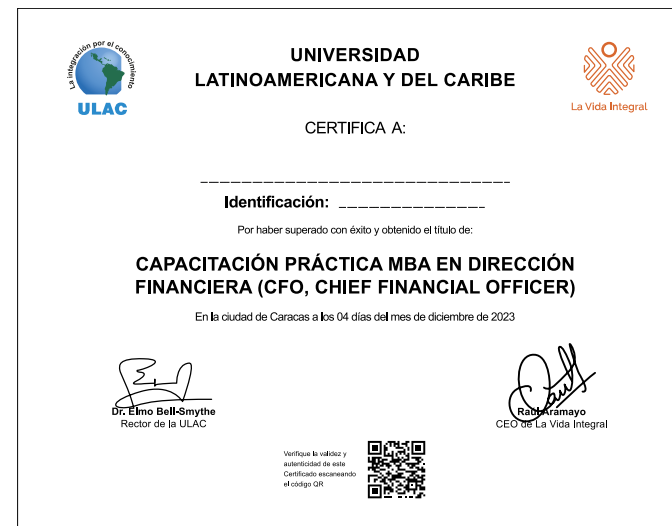 La integración por el conocimiento
ULAC
UNIVERSIDAD
LATINOAMERICANA Y DEL CARIBE
La Vida Integral
CERTIFICA A:
Identificación:
Por haber superado con éxito y obtenido el título de:
CAPACITACIÓN PRÁCTICA MBA EN DIRECCIÓN
FINANCIERA (CFO, CHIEF FINANCIAL OFFICER)
En la ciudad de Caracas a los 04 días del mes de diciembre de 2023
Dr. Elmo Bell-Smythe
Rector de la ULAC
Raúl Aramayo
CEO de La Vida Integral
Verifique la validez y
autenticidad de este
Certificado escaneando
el código QR